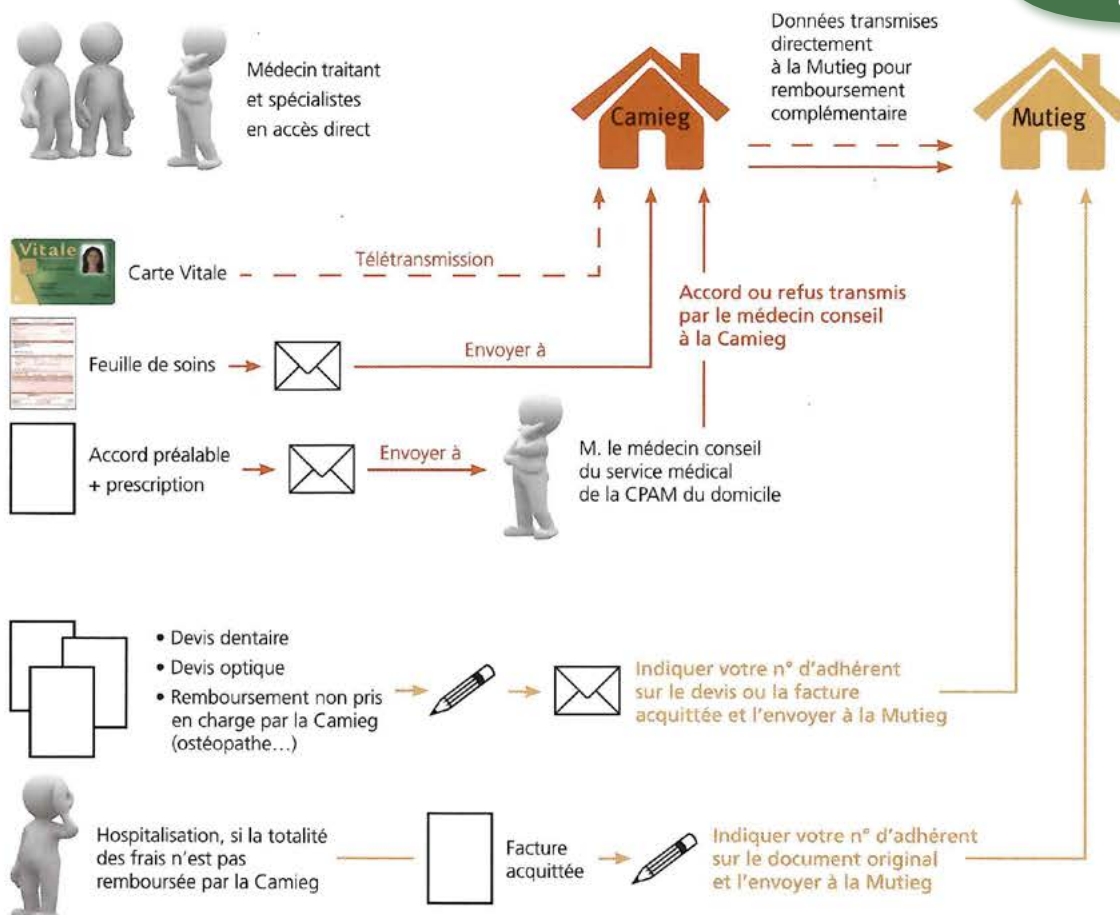 Médecin traitant
et spécialistes
en accès direct
Camieg
Données transmises
directement
à la Mutieg pour
remboursement
complémentaire
Mutieg
Vitale
Carte Vitale
Télétransmission
Accord ou refus transmis
par le médecin conseil
à la Camieg
Feuille de soins
Envoyer à
Accord préalable
+ prescription
Envoyer à
M. le médecin conseil
du service médical
de la CPAM du domicile
• Devis dentaire
• Devis optique
• Remboursement non pris
en charge par la Camieg
(ostéopathe...)
Indiquer votre n° d'adhérent
sur le devis ou la facture
acquittée et l'envoyer à la Mutieg
Hospitalisation, si la totalité
des frais n'est pas
remboursée par la Camieg
Facture
acquittée
Indiquer votre n° d'adhérent
sur le document original
et l'envoyer à la Mutieg